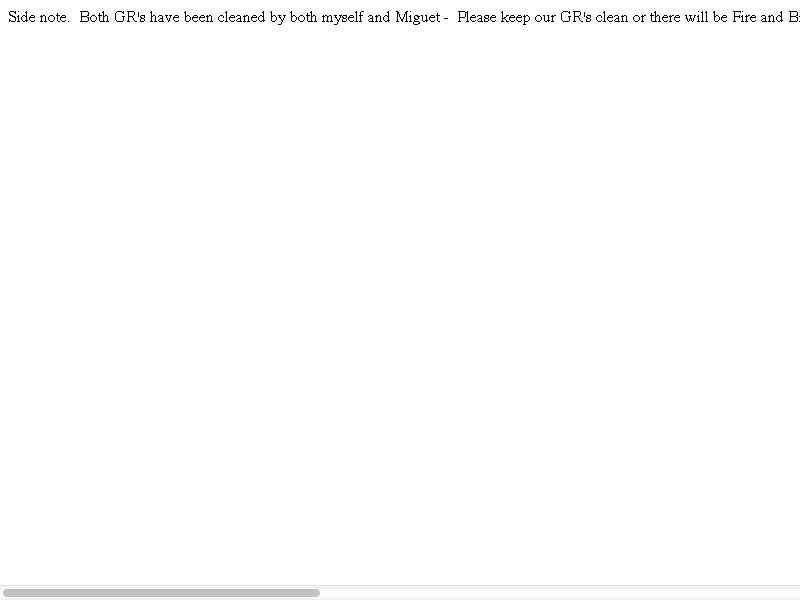 Side note.  Both GR's have been cleaned by both myself and Miguet -  Please keep our GR's clean or there will be Fire and